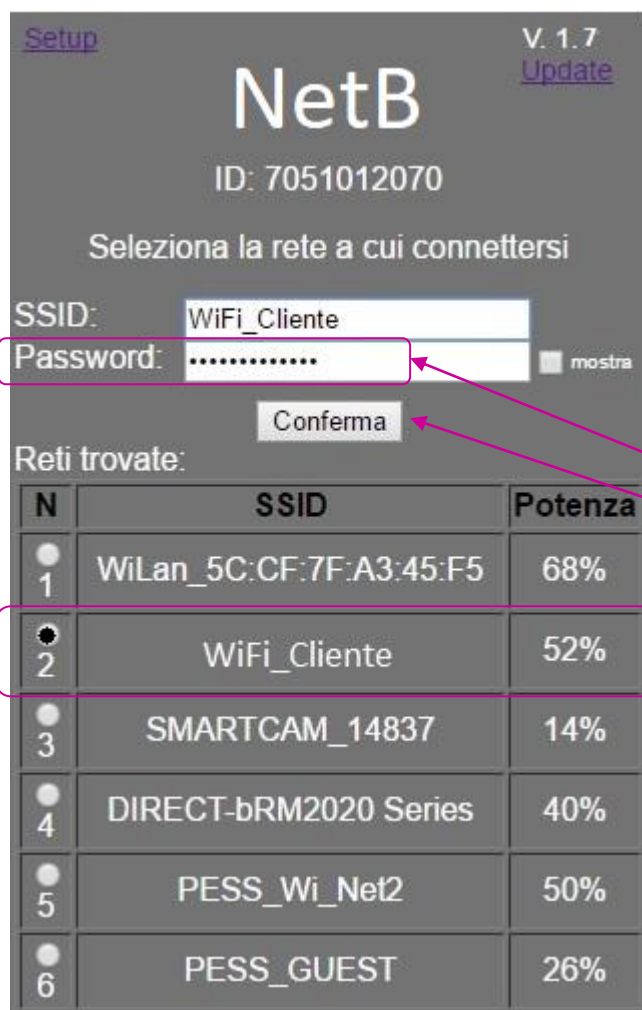 Setup
V. 1.7
Update
NetB
ID: 7051012070
Seleziona la rete a cui connettersi
SSID: WiFi_Cliente
Password: •••••••••••••
mostra
Conferma
Reti trovate:
N SSID Potenza
1 WiLan_5C:CF:7F:A3:45:F5 68%
2 WiFi_Cliente 52%
3 SMARTCAM_14837 14%
4 DIRECT-bRM2020 Series 40%
5 PESS_Wi_Net2 50%
6 PESS_GUEST 26%